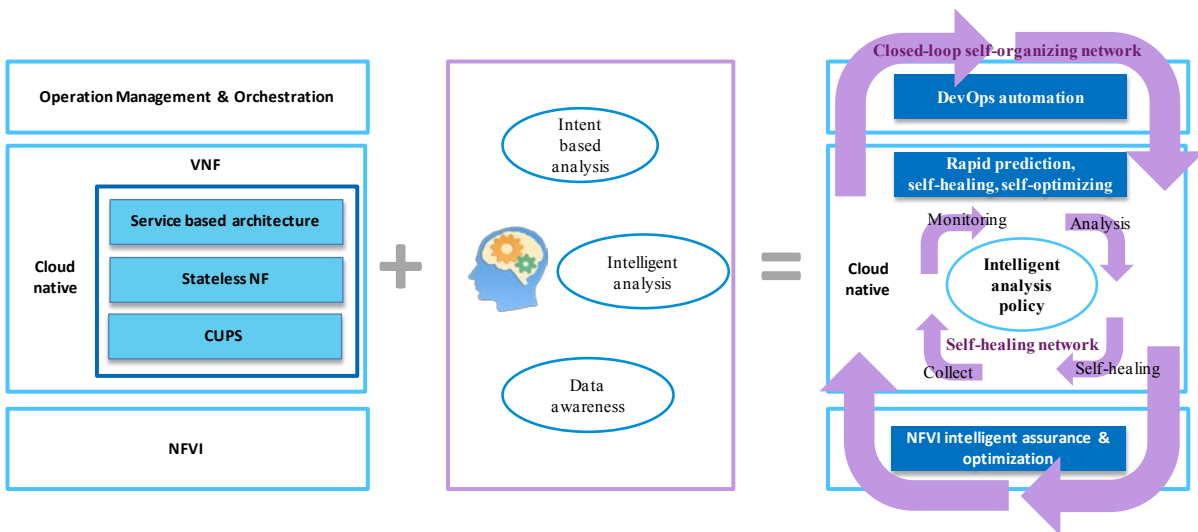 Operation Management & Orchestration
VNF
Service based architecture
Cloud
native
Stateless NF
CUPS
NFVI
+
Intent
based
analysis
Intelligent
analysis
Data
awareness
=
Closed-loop self-organizing network
DevOps automation
Rapid prediction,
self-healing, self-optimizing
Monitoring
Analysis
Cloud
native
Intelligent
analysis
policy
Self-healing network
Collect
Self-healing
NFVI intelligent assurance &
optimization